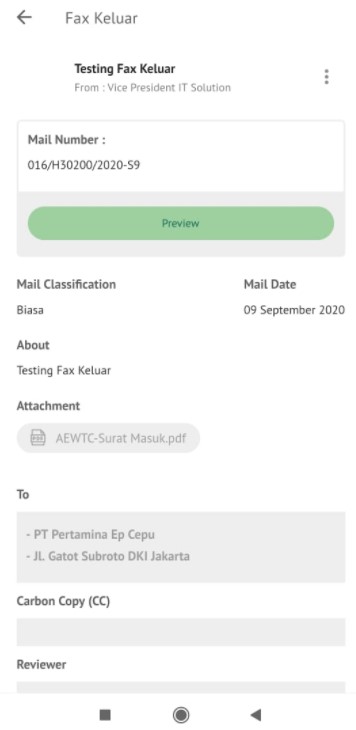 Fax Keluar
Testing Fax Keluar
From : Vice President IT Solution
Mail Number :
016/H30200/2020-S9
Preview
Mail Classification
Mail Date
Biasa
09 September 2020
About
Testing Fax Keluar
Attachment
AEWTC-Surat Masuk.pdf
To
- PT Pertamina Ep Cepu
- JL Gatot Subroto DKI Jakarta
Carbon Copy (CC)
Reviewer